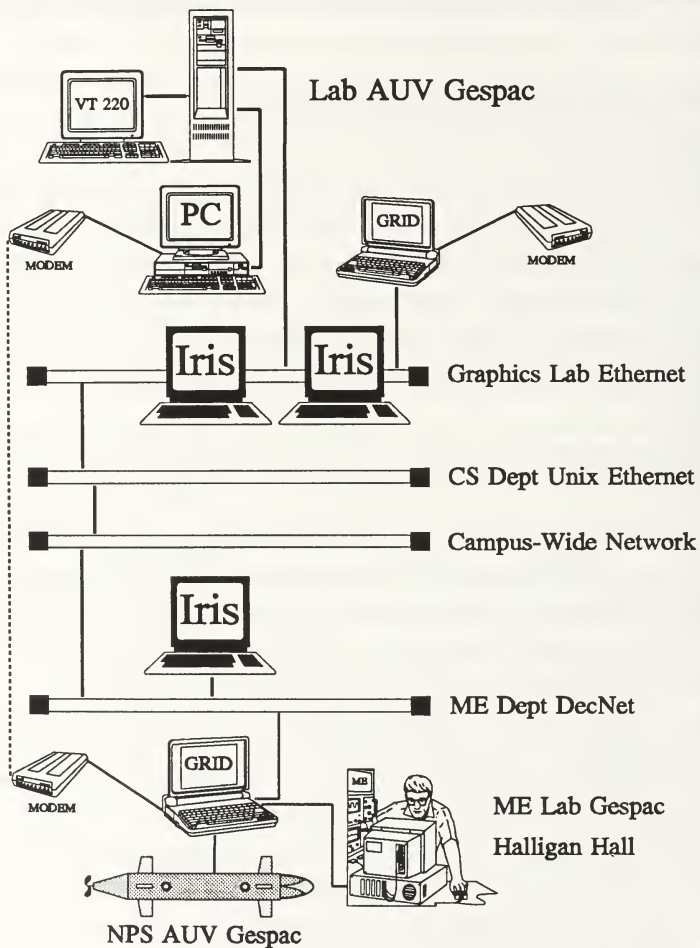 Lab AUV Gespac
VT 220
PC
GRID
MODEM
MODEM
Iris
Iris
Graphics Lab Ethernet
CS Dept Unix Ethernet
Campus-Wide Network
Iris
ME Dept DecNet
GRID
ME
MODEM
ME Lab Gespac
Halligan Hall
NPS AUV Gespac